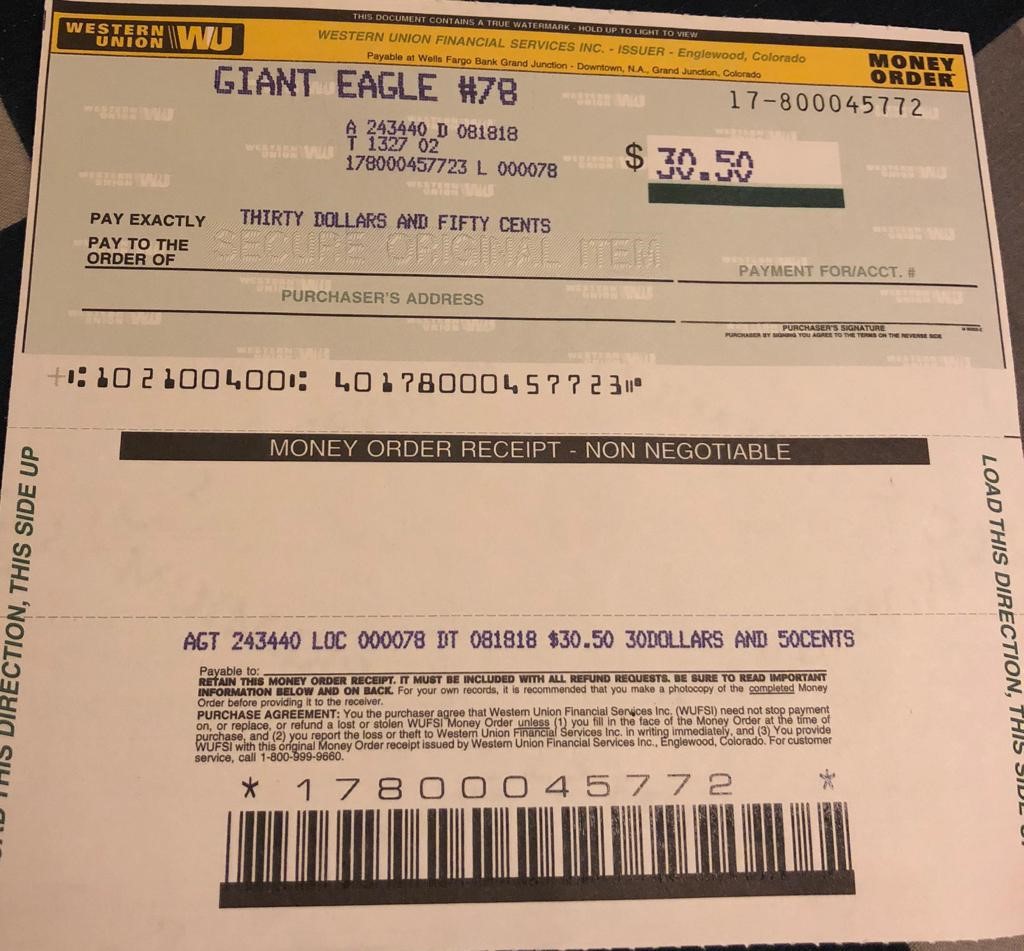 THIS DOCUMENT CONTAINS A TRUE WATERMARK - HOLD UP TO LIGHT TO VIEW
WESTERN UNION WU
WESTERN UNION FINANCIAL SERVICES INC. - ISSUER - Englewood, Colorado
Payable at Wells Fargo Bank Grand Junction - Downtown, N.A., Grand Junction, Colorado
MONEY
ORDER
GIANT EAGLE #78
17-800045772
A 243440 D 081818
T 1327 02
178000457723 L 000078
$ 30.50
PAY EXACTLY THIRTY DOLLARS AND FIFTY CENTS
SECURE ORIGINAL ITEM
PAY TO THE
ORDER OF
PAYMENT FOR/ACCT. #
PURCHASER'S ADDRESS
PURCHASER'S SIGNATURE
PURCHASER BY SIGNING YOU AGREE TO THE TERMS ON THE REVERSE SIDE
⑆102100400⑆ 40178000457723⑈
MONEY ORDER RECEIPT - NON NEGOTIABLE
LOAD THIS DIRECTION, THIS SIDE
DIRECTION, THIS SIDE UP
AGT 243440 LOC 000078 DT 081818 $30.50 30DOLLARS AND 50CENTS
Payable to:
RETAIN THIS MONEY ORDER RECEIPT. IT MUST BE INCLUDED WITH ALL REFUND REQUESTS. BE SURE TO READ IMPORTANT
INFORMATION BELOW AND ON BACK. For your own records, it is recommended that you make a photocopy of the completed Money
Order before providing it to the receiver.
PURCHASE AGREEMENT: You the purchaser agree that Western Union Financial Services Inc. (WUFSI) need not stop payment
on, or replace, or refund a lost or stolen WUFSI Money Order unless (1) you fill in the face of the Money Order at the time of
purchase, and (2) you report the loss or theft to Western Union Financial Services Inc. in writing immediately, and (3) You provide
WUFSI with this original Money Order receipt issued by Western Union Financial Services Inc., Englewood, Colorado. For customer
service, call 1-800-999-9660.
* 17800045772 *